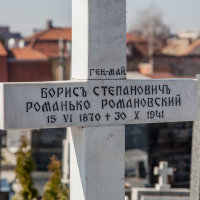 ГЕН-МАЙ
БОРИСЪ СТЕПАНОВИЧЪ
РОМАНЬКО РОМАНОВСКИЙ
15 VI 1870 + 30 X 1941